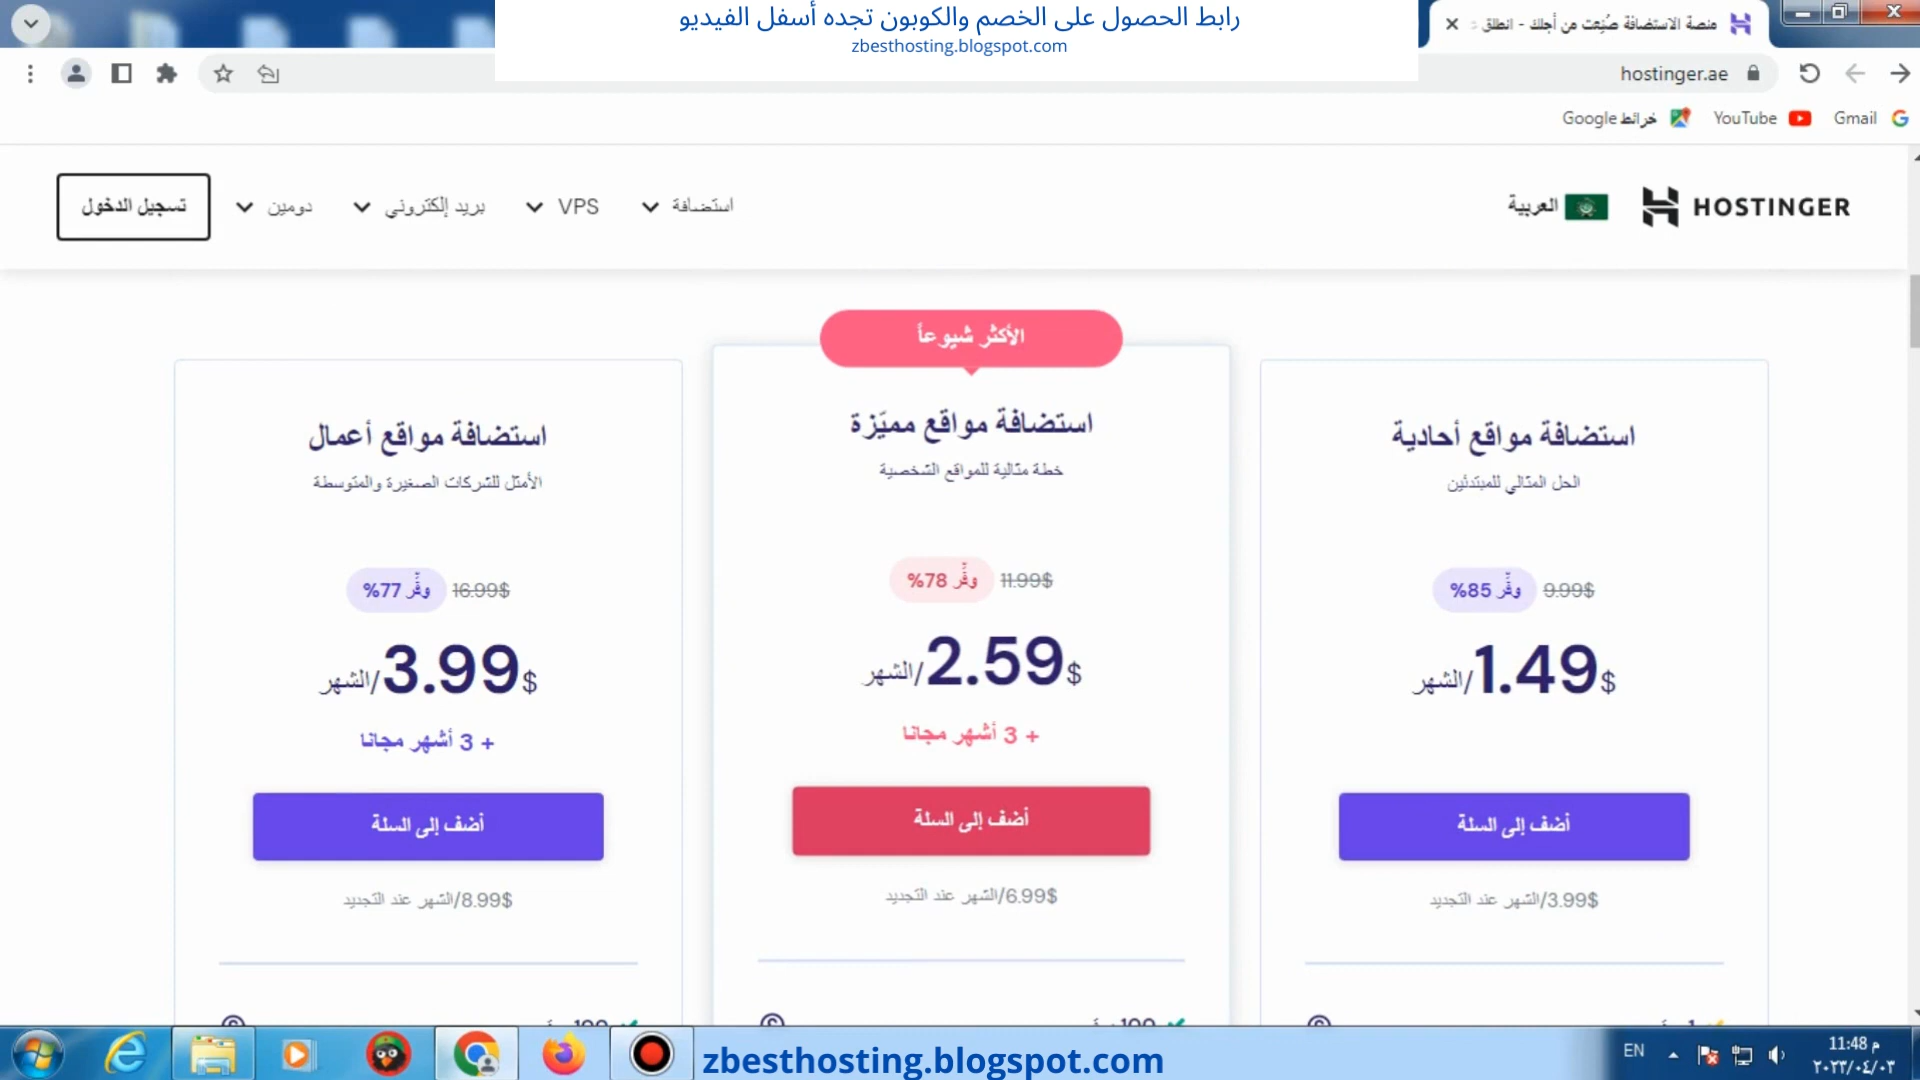 رابط الحصول على الخصم والكوبون تجده أسفل الفيديو
zbesthosting.blogspot.com
منصة الاستضافة صُنِعت من أجلك - انطلق
hostinger.ae
Gmail
YouTube
خرائط Google
HOSTINGER
العربية
استضافة
VPS
بريد إلكتروني
دومين
تسجيل الدخول
الأكثر شيوعاً
استضافة مواقع أحادية
الحل المثالي للمبتدئين
9.99$ وفِّر 85%
$1.49/الشهر
أضف إلى السلة
3.99$/الشهر عند التجديد
استضافة مواقع مميّزة
خطة مثالية للمواقع الشخصية
11.99$ وفِّر 78%
$2.59/الشهر
+ 3 أشهر مجانا
أضف إلى السلة
6.99$/الشهر عند التجديد
استضافة مواقع أعمال
الأمثل للشركات الصغيرة والمتوسطة
16.99$ وفِّر 77%
$3.99/الشهر
+ 3 أشهر مجانا
أضف إلى السلة
8.99$/الشهر عند التجديد
zbesthosting.blogspot.com
EN
11:48 م
٢٠٢٣/٠٤/٠٣